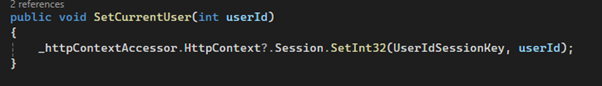 2 references
public void SetCurrentUser(int userId)
{
_httpContextAccessor.HttpContext?.Session.SetInt32(UserIdSessionKey, userId);
}